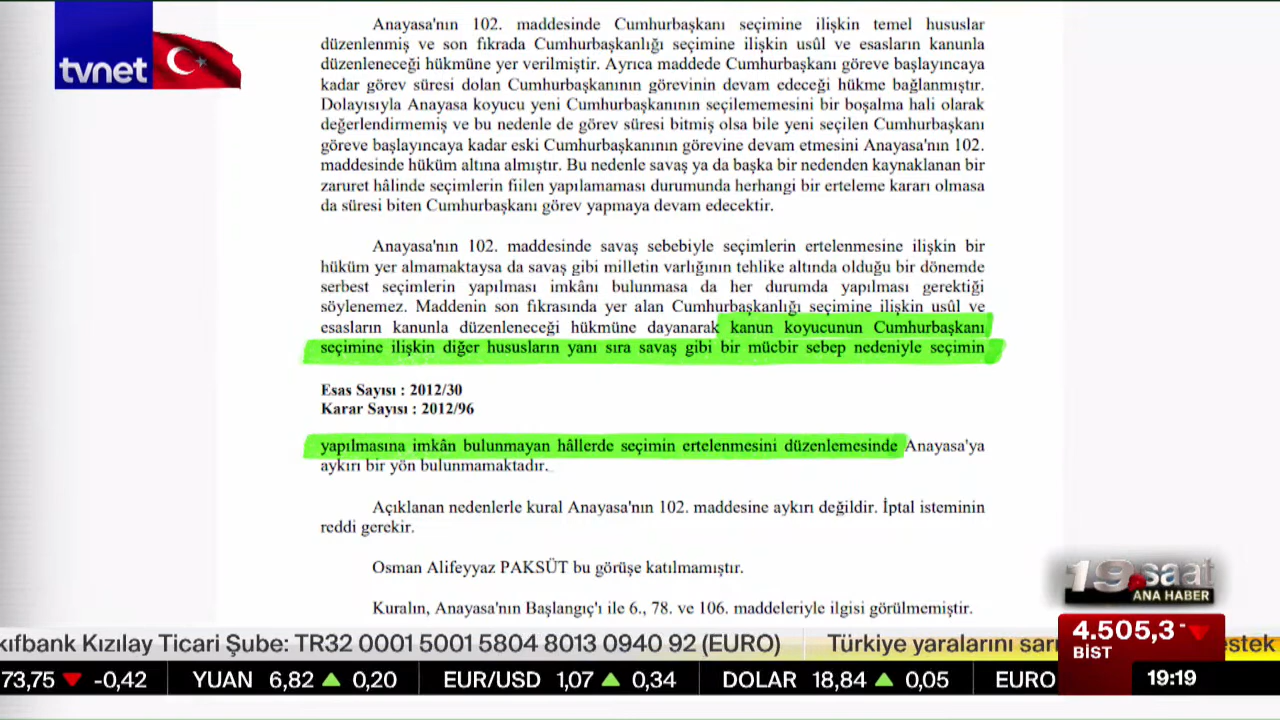 tvnet
Anayasa'nın 102. maddesinde Cumhurbaşkanı seçimine ilişkin temel hususlar
düzenlenmiş ve son fıkrada Cumhurbaşkanlığı seçimine ilişkin usûl ve esasların kanunla
düzenleneceği hükmüne yer verilmiştir. Ayrıca maddede Cumhurbaşkanı göreve başlayıncaya
kadar görev süresi dolan Cumhurbaşkanının görevinin devam edeceği hükme bağlanmıştır.
Dolayısıyla Anayasa koyucu yeni Cumhurbaşkanının seçilememesini bir boşalma hali olarak
değerlendirmemiş ve bu nedenle de görev süresi bitmiş olsa bile yeni seçilen Cumhurbaşkanı
göreve başlayıncaya kadar eski Cumhurbaşkanının görevine devam etmesini Anayasa'nın 102.
maddesinde hüküm altına almıştır. Bu nedenle savaş ya da başka bir nedenden kaynaklanan bir
zaruret hâlinde seçimlerin fiilen yapılamaması durumunda herhangi bir erteleme kararı olmasa
da süresi biten Cumhurbaşkanı görev yapmaya devam edecektir.
Anayasa'nın 102. maddesinde savaş sebebiyle seçimlerin ertelenmesine ilişkin bir
hüküm yer almamaktaysa da savaş gibi milletin varlığının tehlike altında olduğu bir dönemde
serbest seçimlerin yapılması imkânı bulunmasa da her durumda yapılması gerektiği
söylenemez. Maddenin son fıkrasında yer alan Cumhurbaşkanlığı seçimine ilişkin usûl ve
esasların kanunla düzenleneceği hükmüne dayanarak kanun koyucunun Cumhurbaşkanı
seçimine ilişkin diğer hususların yanı sıra savaş gibi bir mücbir sebep nedeniyle seçimin
Esas Sayısı : 2012/30
Karar Sayısı : 2012/96
yapılmasına imkân bulunmayan hâllerde seçimin ertelenmesini düzenlemesinde Anayasa'ya
aykırı bir yön bulunmamaktadır.
Açıklanan nedenlerle kural Anayasa'nın 102. maddesine aykırı değildir. İptal isteminin
reddi gerekir.
Osman Alifeyyaz PAKSÜT bu görüşe katılmamıştır.
Kuralın, Anayasa'nın Başlangıç'ı ile 6., 78. ve 106. maddeleriyle ilgisi görülmemiştir.
19 saat
ANA HABER
kıfbank Kızılay Ticari Şube: TR32 0001 5001 5804 8013 0940 92 (EURO) Türkiye yaralarını sarı estek
4.505,3 -
BİST
73,75 -0,42 YUAN 6,82 0,20 EUR/USD 1,07 0,34 DOLAR 18,84 0,05 EURO
19:19